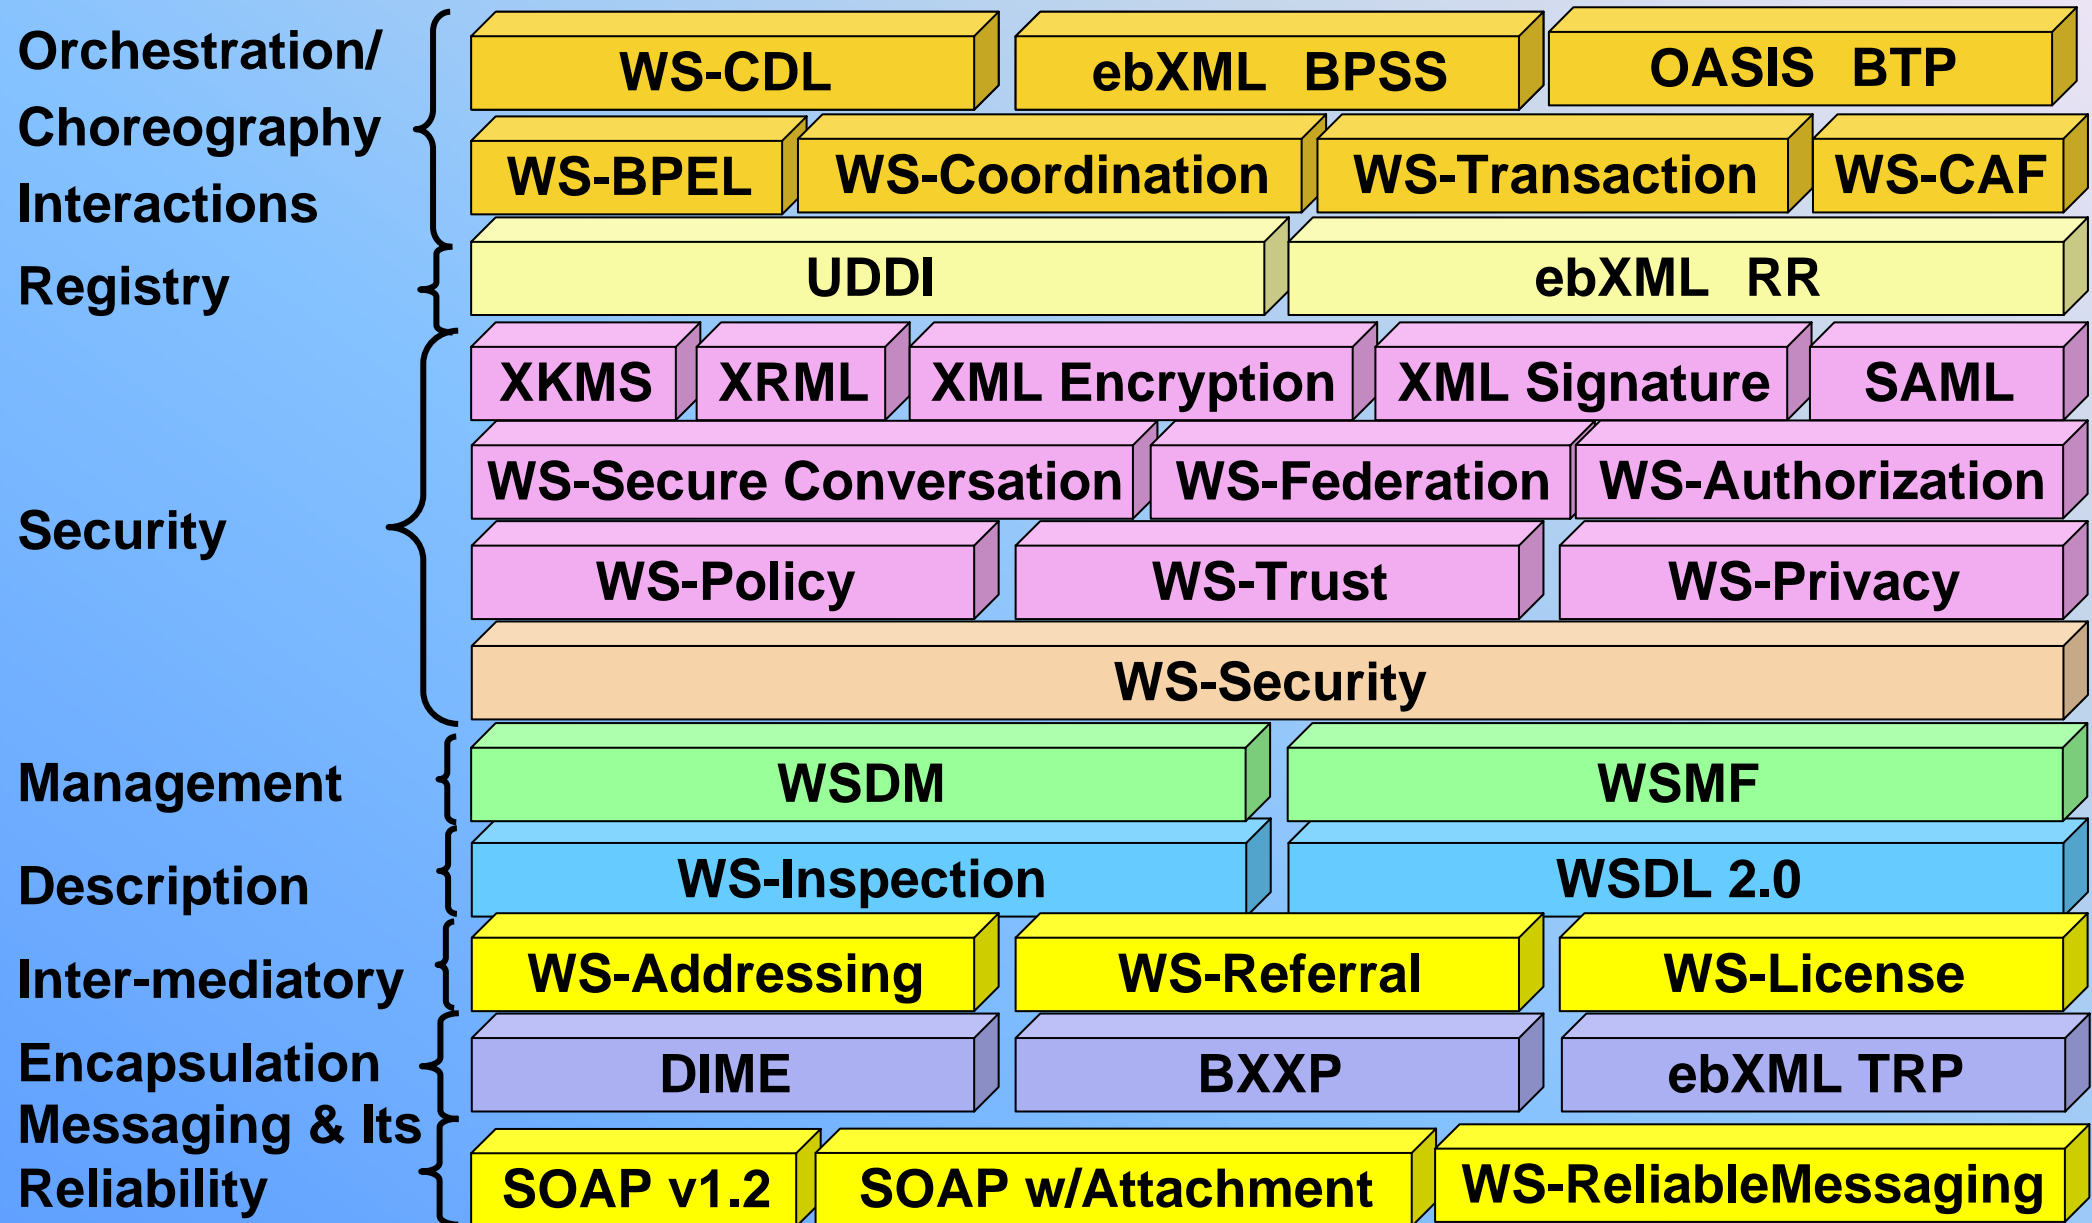 Orchestration/
WS-CDL
ebXML BPSS
OASIS BTP
Choreography
WS-BPEL
WS-Coordination
WS-Transaction
WS-CAF
Interactions
Registry
UDDI
ebXML RR
XKMS
XRML
XML Encryption
XML Signature
SAML
Security
WS-Secure Conversation
WS-Federation
WS-Authorization
WS-Policy
WS-Trust
WS-Privacy
WS-Security
Management
WSDM
WSMF
Description
WS-Inspection
WSDL 2.0
Inter-mediatory
WS-Addressing
WS-Referral
WS-License
Encapsulation
DIME
BXXP
ebXML TRP
Messaging & Its
Reliability
SOAP v1.2
SOAP w/Attachment
WS-ReliableMessaging